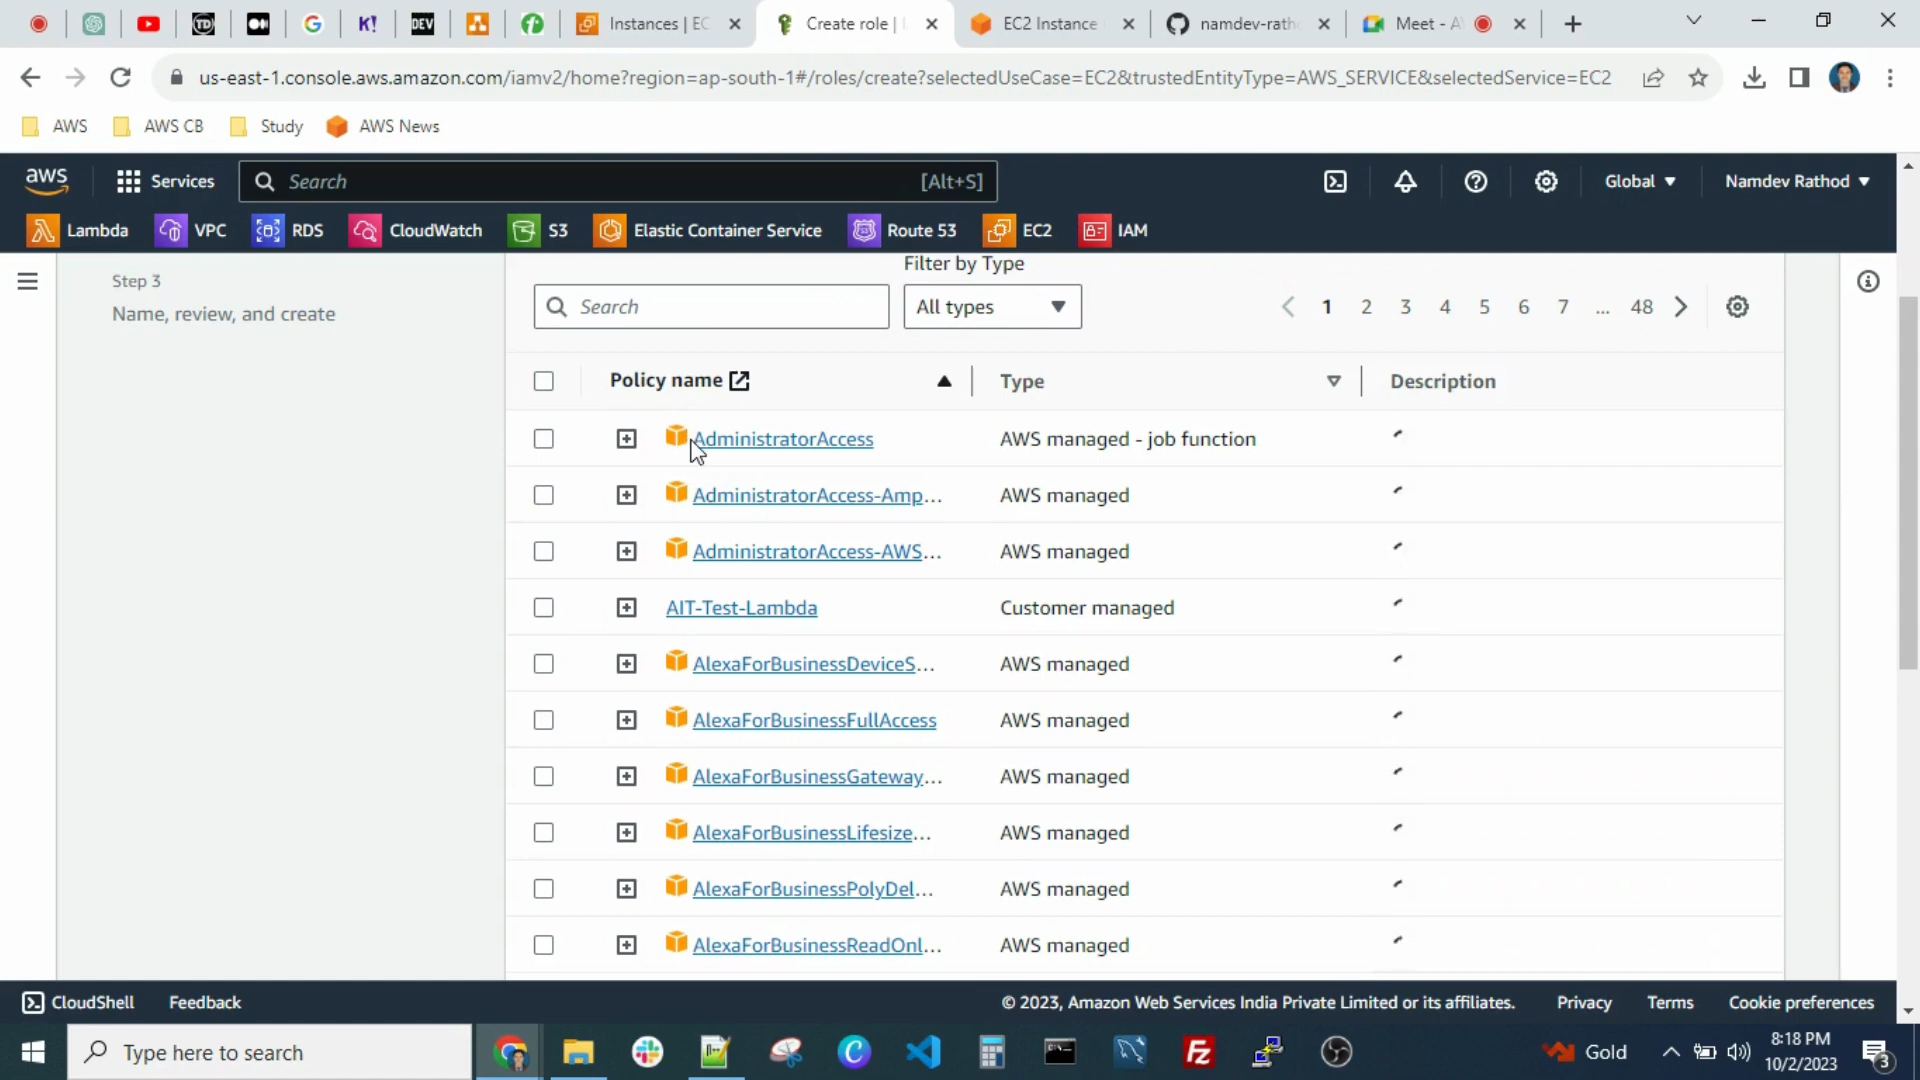 Instances | EC
Create role |
EC2 Instance
namdev-rath
Meet - A
us-east-1.console.aws.amazon.com/iamv2/home?region=ap-south-1#/roles/create?selectedUseCase=EC2&trustedEntityType=AWS_SERVICE&selectedService=EC2
AWS
AWS CB
Study
AWS News
aws
Services
Search
[Alt+S]
Global
Namdev Rathod
Lambda
VPC
RDS
CloudWatch
S3
Elastic Container Service
Route 53
EC2
IAM
Step 3
Name, review, and create
Filter by Type
Search
All types
1 2 3 4 5 6 7 ... 48
Policy name
Type
Description
AdministratorAccess
AWS managed - job function
AdministratorAccess-Amp...
AWS managed
AdministratorAccess-AWS...
AWS managed
AIT-Test-Lambda
Customer managed
AlexaForBusinessDeviceS...
AWS managed
AlexaForBusinessFullAccess
AWS managed
AlexaForBusinessGateway...
AWS managed
AlexaForBusinessLifesize...
AWS managed
AlexaForBusinessPolyDel...
AWS managed
AlexaForBusinessReadOnl...
AWS managed
CloudShell
Feedback
© 2023, Amazon Web Services India Private Limited or its affiliates.
Privacy
Terms
Cookie preferences
Type here to search
Gold
8:18 PM
10/2/2023
3